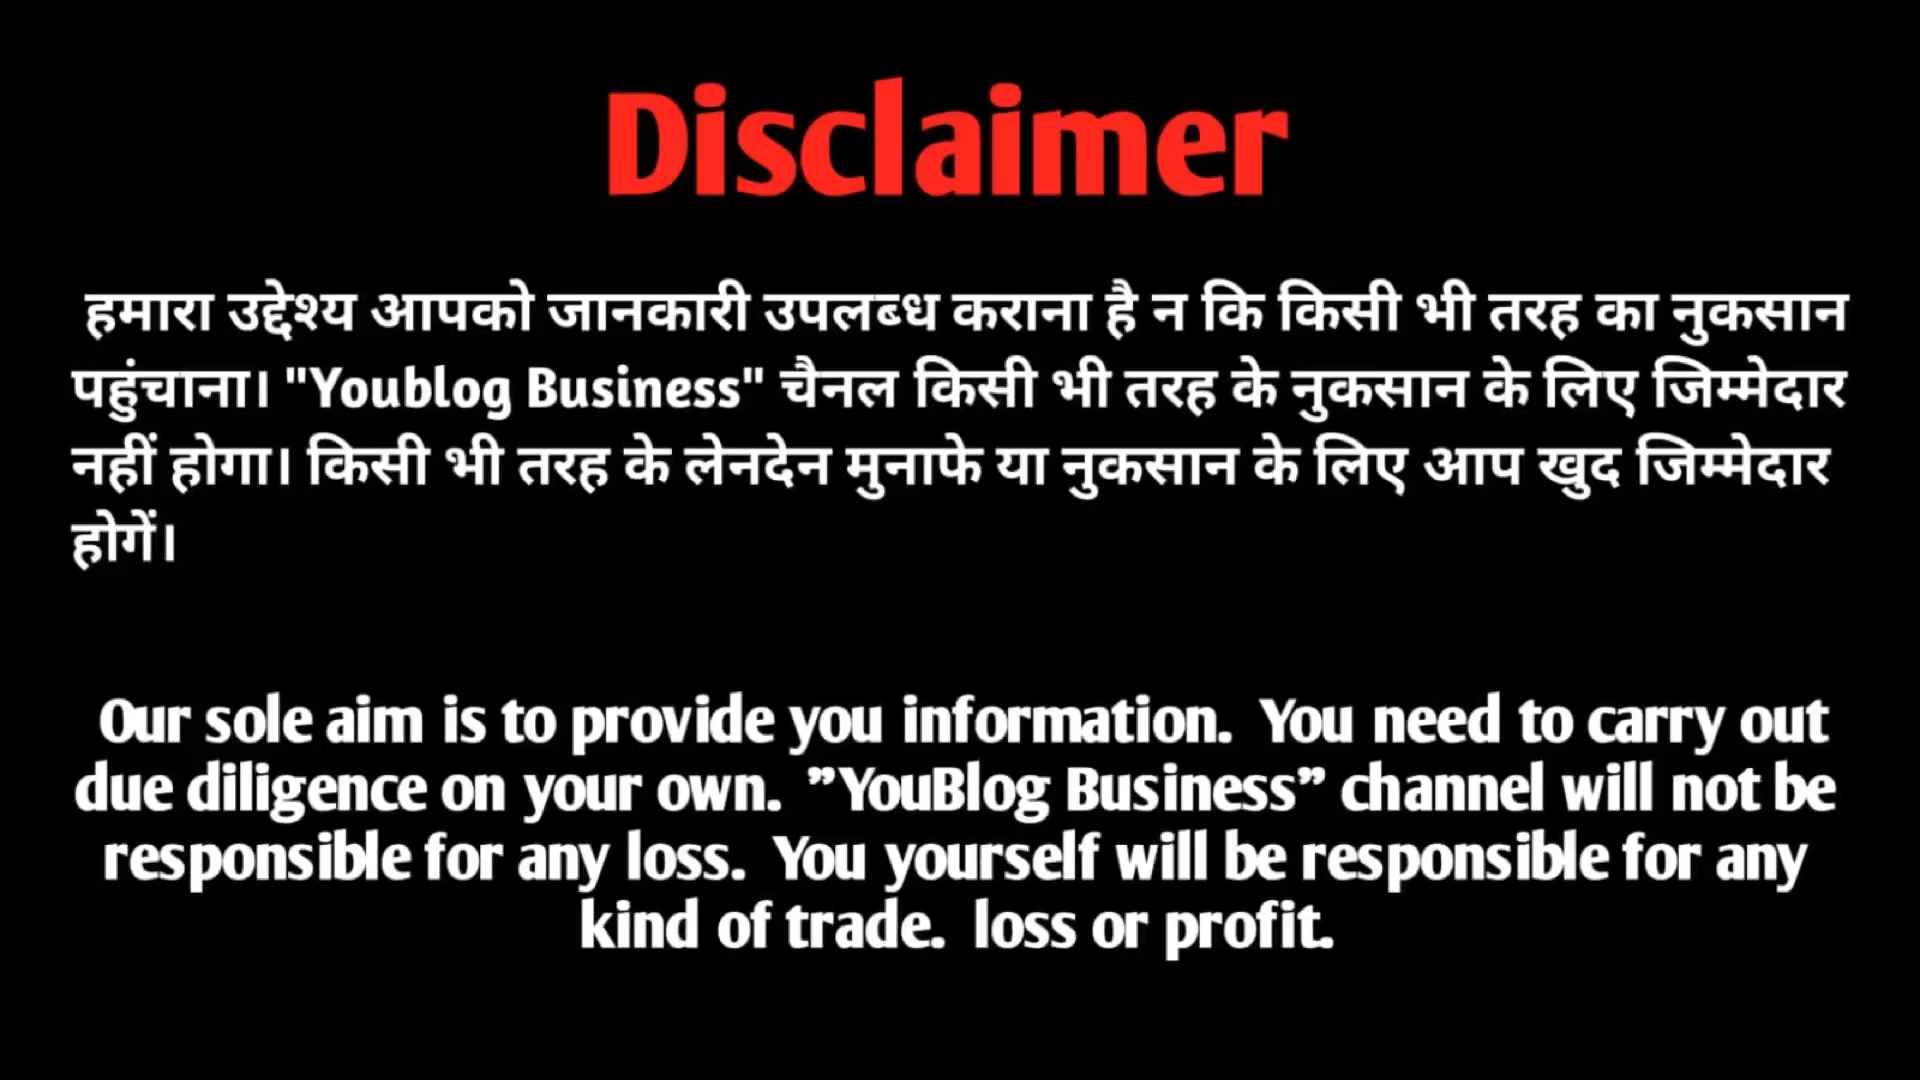 Disclaimer
हमारा उद्देश्य आपको जानकारी उपलब्ध कराना है न कि किसी भी तरह का नुकसान
पहुंचाना। "Youblog Business" चैनल किसी भी तरह के नुकसान के लिए जिम्मेदार
नहीं होगा। किसी भी तरह के लेनदेन मुनाफे या नुकसान के लिए आप खुद जिम्मेदार
होगें।
Our sole aim is to provide you information. You need to carry out
due diligence on your own. ”YouBlog Business” channel will not be
responsible for any loss. You yourself will be responsible for any
kind of trade. loss or profit.